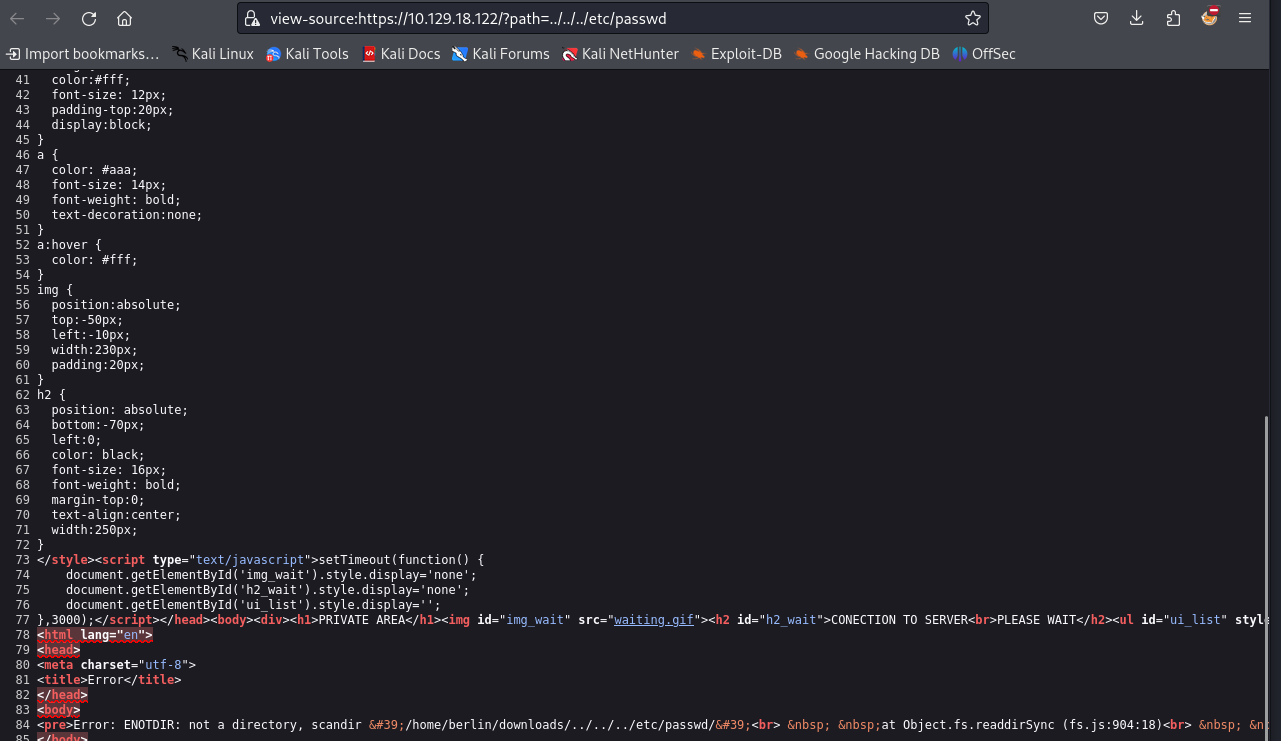 view-source:https://10.129.18.122/?path=../../../etc/passwd
Import bookmarks… Kali Linux Kali Tools Kali Docs Kali Forums Kali NetHunter Exploit-DB Google Hacking DB OffSec
41 color:#fff;
42 font-size: 12px;
43 padding-top:20px;
44 display:block;
45 }
46 a {
47 color: #aaa;
48 font-size: 14px;
49 font-weight: bold;
50 text-decoration:none;
51 }
52 a:hover {
53 color: #fff;
54 }
55 img {
56 position:absolute;
57 top:-50px;
58 left:-10px;
59 width:230px;
60 padding:20px;
61 }
62 h2 {
63 position: absolute;
64 bottom:-70px;
65 left:0;
66 color: black;
67 font-size: 16px;
68 font-weight: bold;
69 margin-top:0;
70 text-align:center;
71 width:250px;
72 }
73 </style><script type="text/javascript">setTimeout(function() {
74 document.getElementById('img_wait').style.display='none';
75 document.getElementById('h2_wait').style.display='none';
76 document.getElementById('ui_list').style.display='';
77 },3000);</script></head><body><div><h1>PRIVATE AREA</h1><img id="img_wait" src="waiting.gif"><h2 id="h2_wait">CONECTION TO SERVER<br>PLEASE WAIT</h2><ul id="ui_list" styl
78 <html lang="en">
79 <head>
80 <meta charset="utf-8">
81 <title>Error</title>
82 </head>
83 <body>
84 <pre>Error: ENOTDIR: not a directory, scandir &#39;/home/berlin/downloads/../../../etc/passwd/&#39;<br> &nbsp; &nbsp;at Object.fs.readdirSync (fs.js:904:18)<br> &nbsp; &n
85 </body>